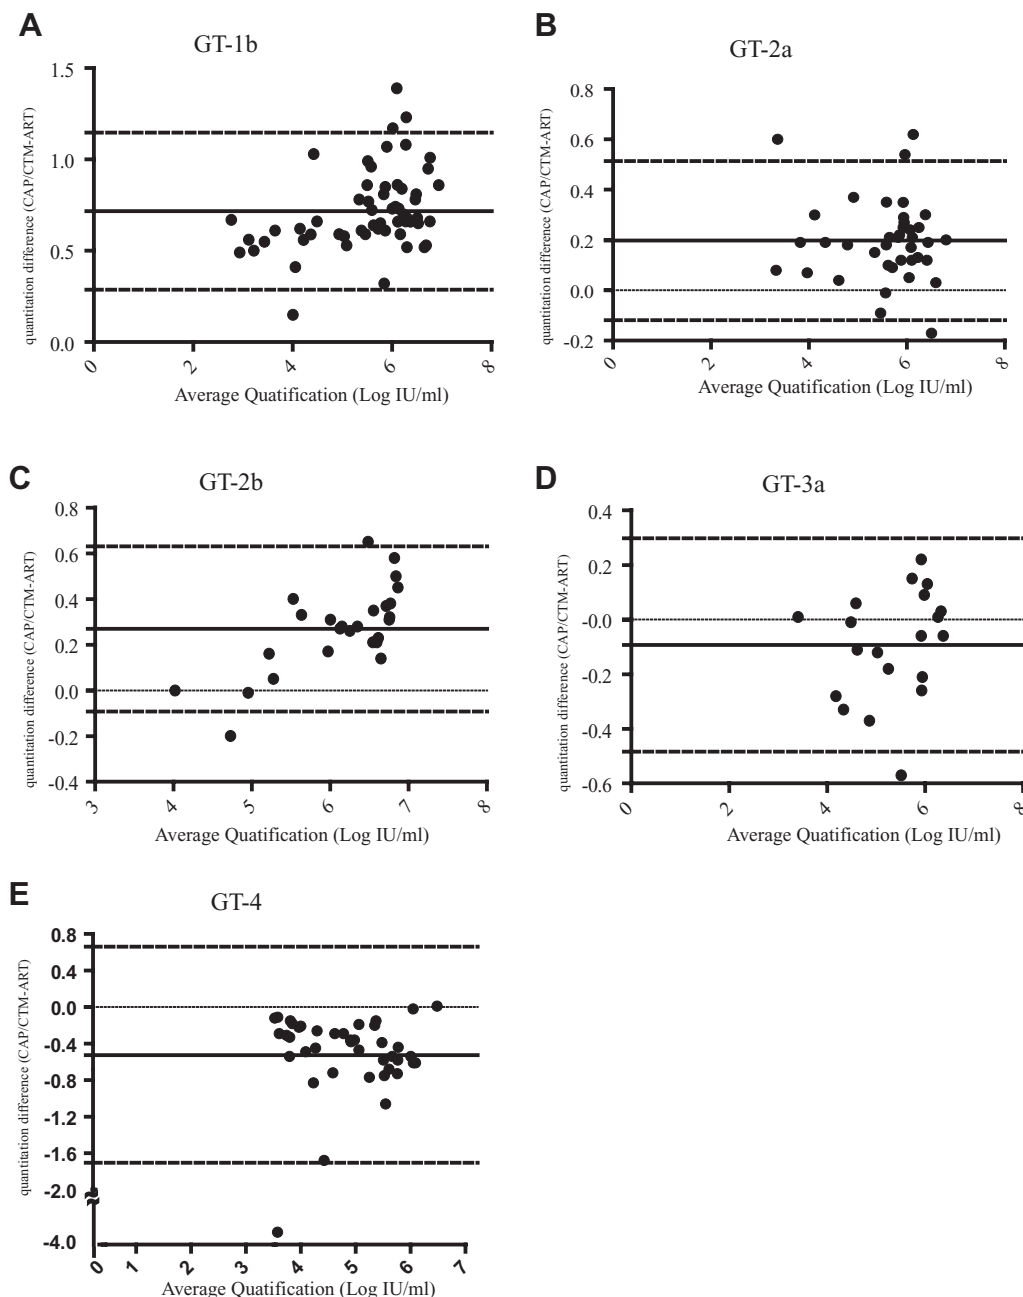 A
GT-1b
quantitation difference (CAP/CTM-ART)
1.5
1.0
0.5
0.0
0 2 4 6 8
Average Quatification (Log IU/ml)
B
GT-2a
quantitation difference (CAP/CTM-ART)
0.8
0.6
0.4
0.2
0.0
-0.2
0 2 4 6 8
Average Quatification (Log IU/ml)
C
GT-2b
quantitation difference (CAP/CTM-ART)
0.8
0.6
0.4
0.2
0.0
-0.2
-0.4
3 4 5 6 7 8
Average Quatification (Log IU/ml)
D
GT-3a
quantitation difference (CAP/CTM-ART)
0.4
0.2
-0.0
-0.2
-0.4
-0.6
0 2 4 6 8
Average Quatification (Log IU/ml)
E
GT-4
quantitation difference (CAP/CTM-ART)
0.8
0.4
0.0
-0.4
-0.8
-1.2
-1.6
-2.0
-4.0
0 1 2 3 4 5 6 7
Average Quatification (Log IU/ml)